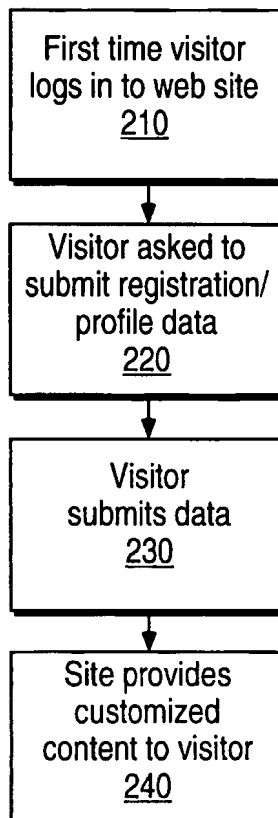 First time visitor
logs in to web site
210
Visitor asked to
submit registration/
profile data
220
Visitor
submits data
230
Site provides
customized
content to visitor
240